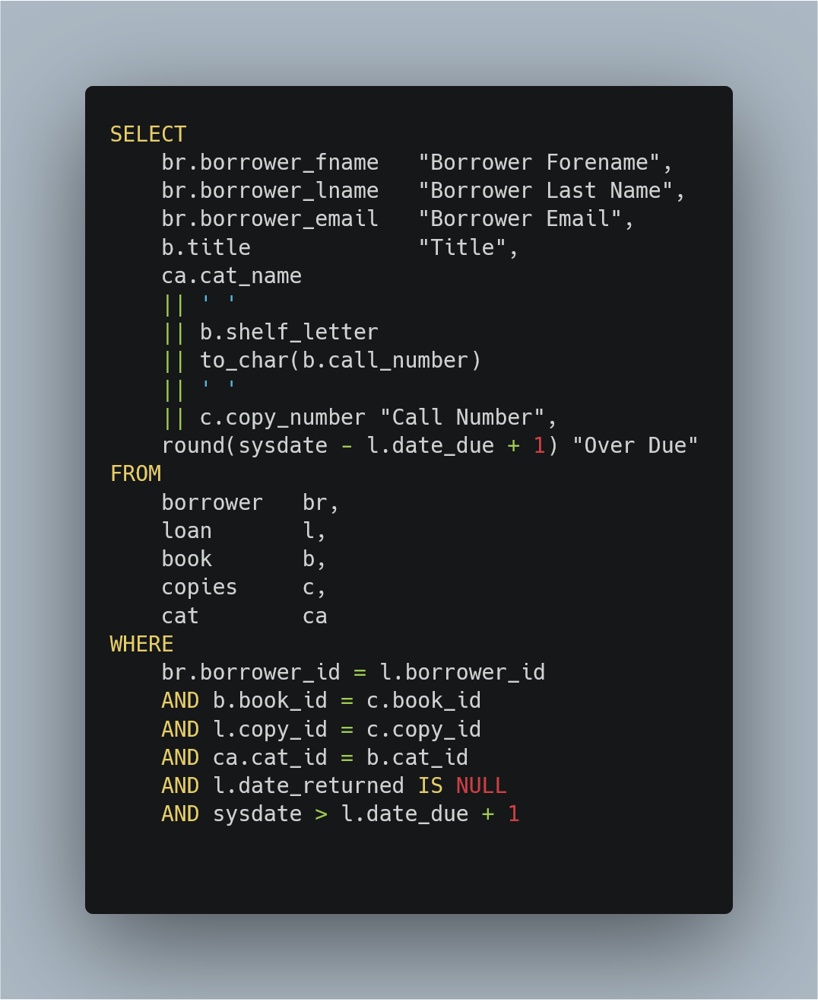 SELECT
    br.borrower_fname   "Borrower Forename",
    br.borrower_lname   "Borrower Last Name",
    br.borrower_email   "Borrower Email",
    b.title             "Title",
    ca.cat_name
    || ' '
    || b.shelf_letter
    || to_char(b.call_number)
    || ' '
    || c.copy_number "Call Number",
    round(sysdate - l.date_due + 1) "Over Due"
FROM
    borrower   br,
    loan       l,
    book       b,
    copies     c,
    cat        ca
WHERE
    br.borrower_id = l.borrower_id
    AND b.book_id = c.book_id
    AND l.copy_id = c.copy_id
    AND ca.cat_id = b.cat_id
    AND l.date_returned IS NULL
    AND sysdate > l.date_due + 1